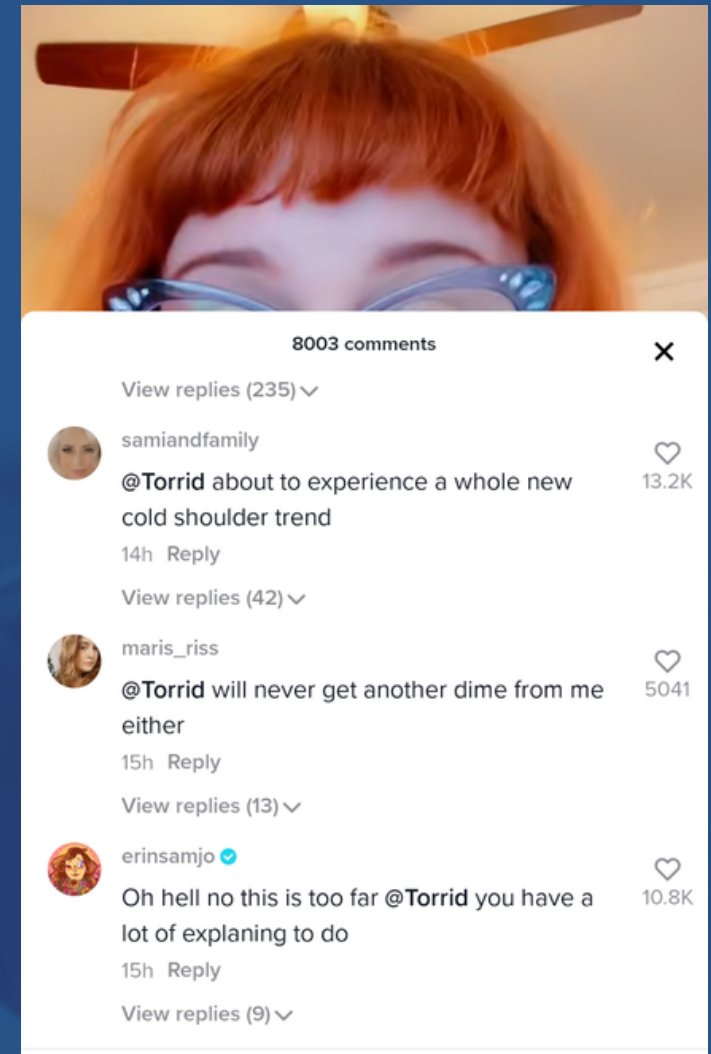 8003 comments
View replies (235)
samiandfamily
@Torrid about to experience a whole new
cold shoulder trend
13.2K
14h Reply
View replies (42)
maris_riss
@Torrid will never get another dime from me
either
5041
15h Reply
View replies (13)
erinsamjo
Oh hell no this is too far @Torrid you have a
lot of explaning to do
10.8K
15h Reply
View replies (9)